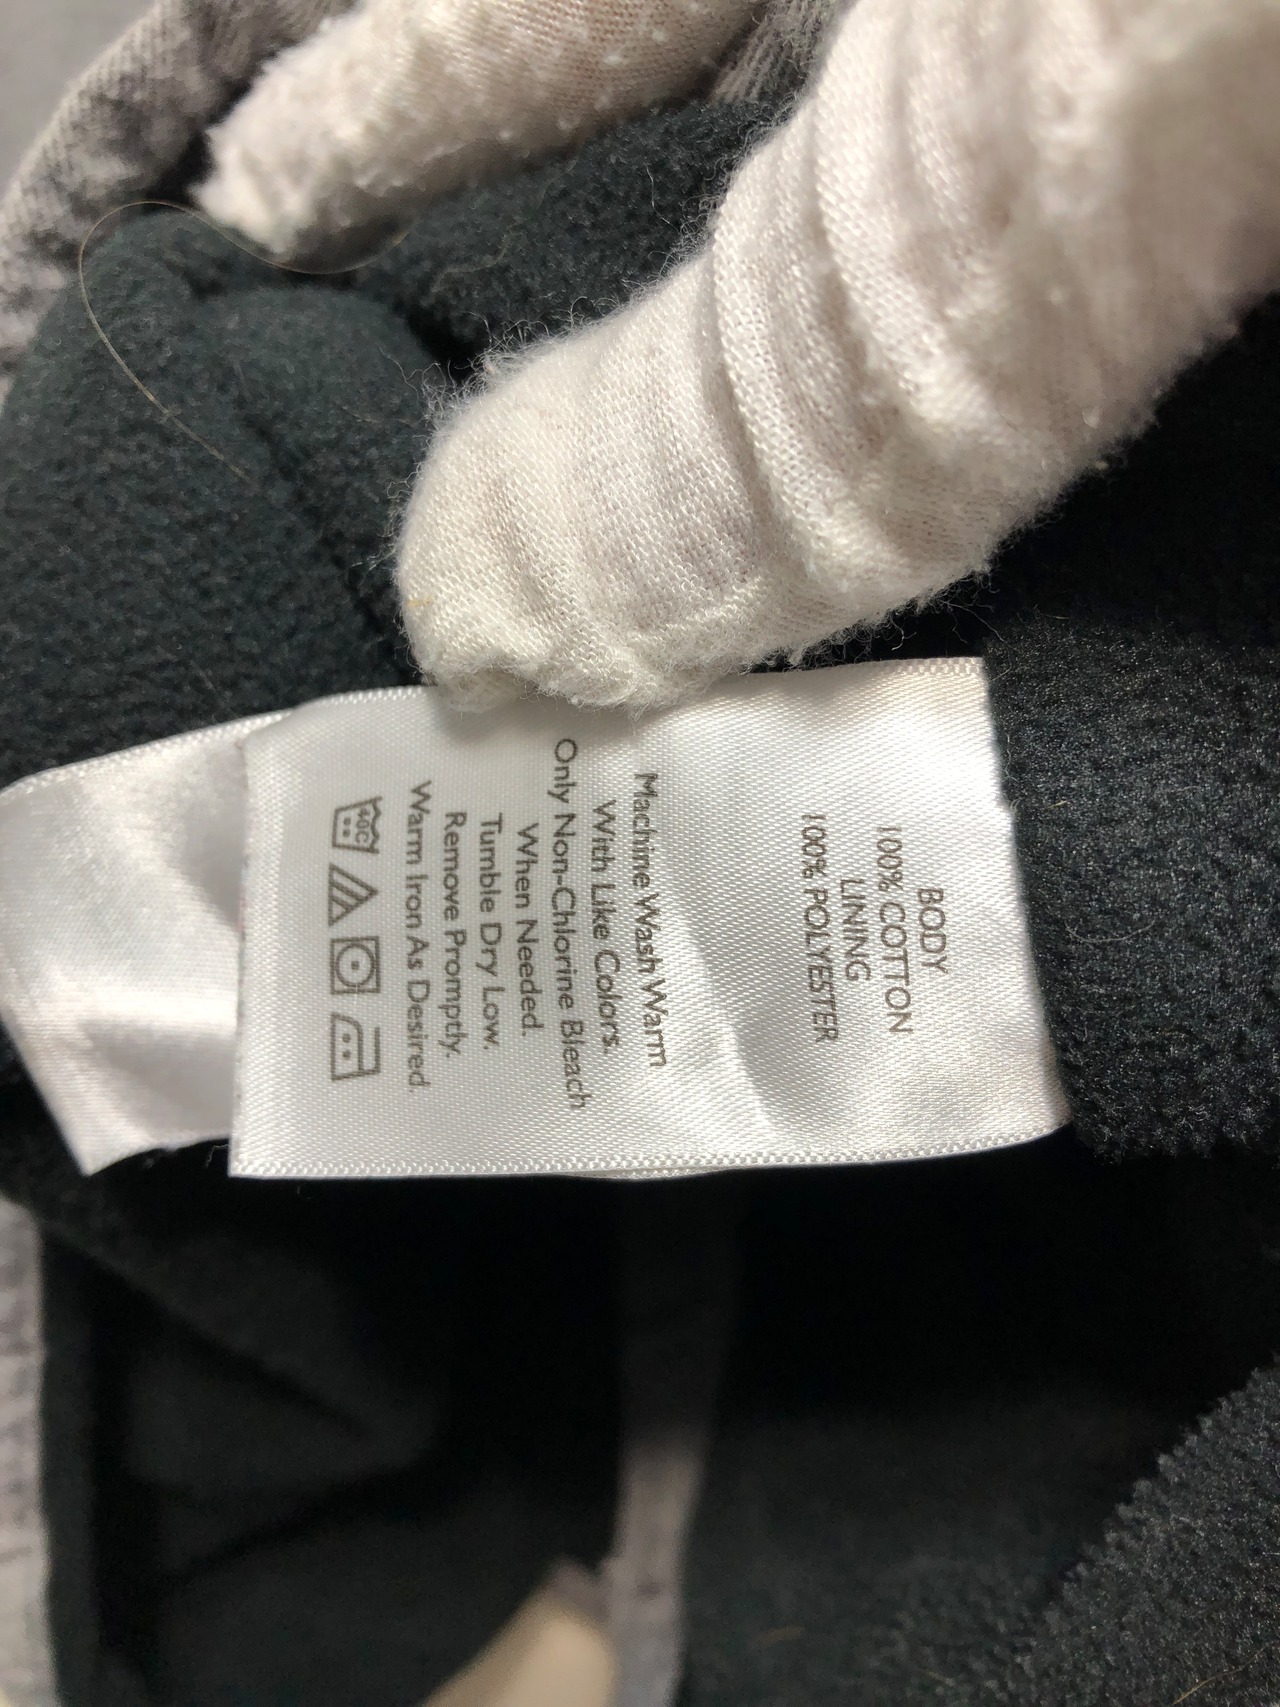 BODY
100% COTTON
LINING
100% POLYESTER
Machine Wash Warm
With Like Colors.
Only Non-Chlorine Bleach
When Needed.
Tumble Dry Low.
Remove Promptly.
Warm Iron As Desired.
40C